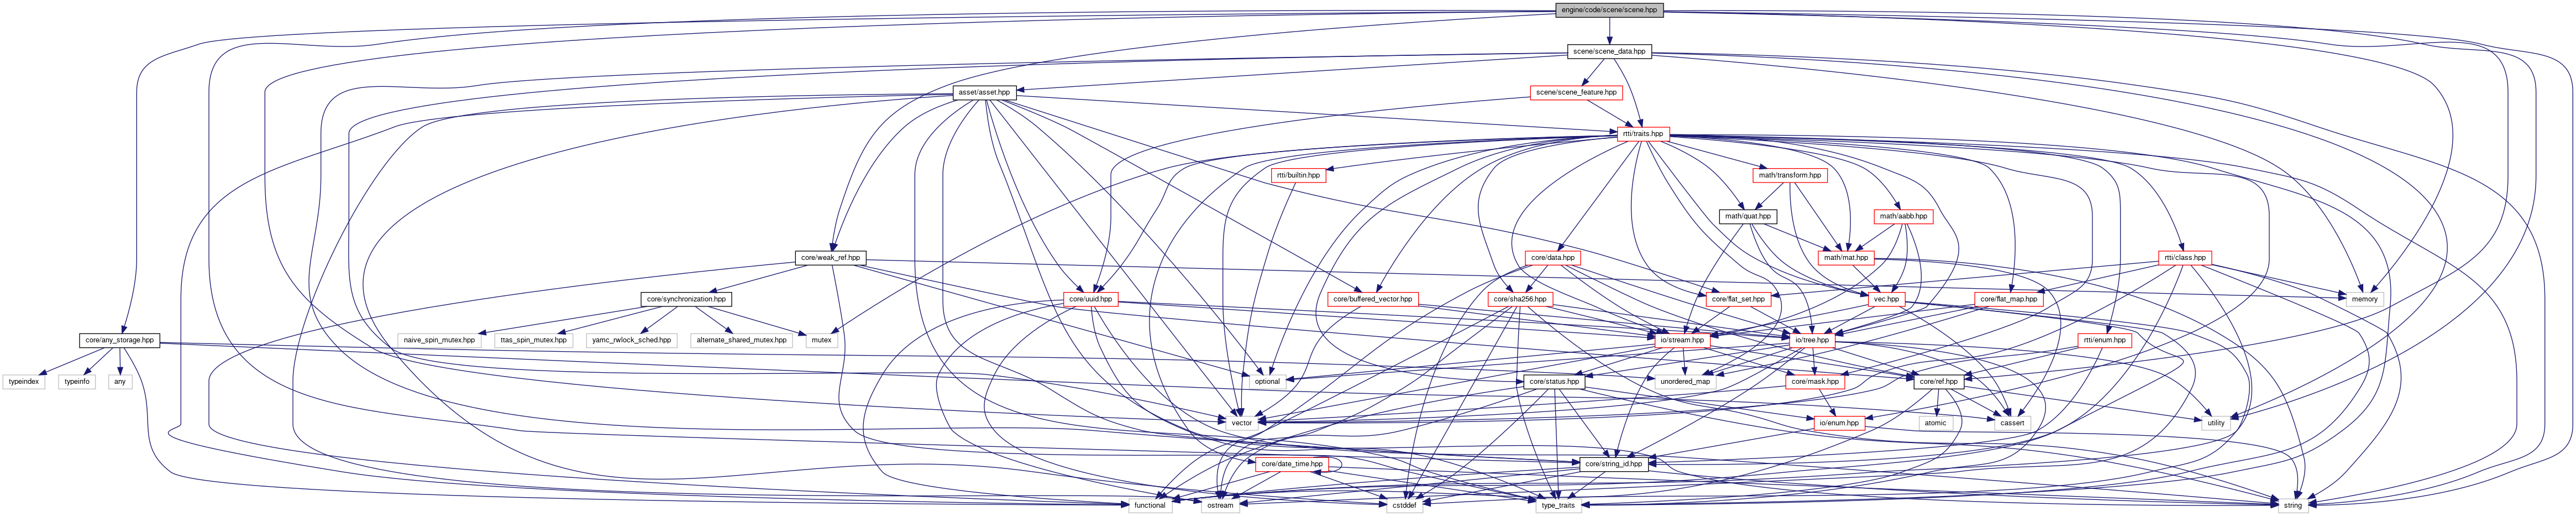 engine/code/scene/scene.hpp
scene/scene_data.hpp
asset/asset.hpp
scene/scene_feature.hpp
rtti/traits.hpp
rtti/builtin.hpp
math/transform.hpp
math/quat.hpp
math/aabb.hpp
core/weak_ref.hpp
core/data.hpp
math/mat.hpp
rtti/class.hpp
core/synchronization.hpp
core/uuid.hpp
core/buffered_vector.hpp
core/sha256.hpp
core/flat_set.hpp
vec.hpp
core/flat_map.hpp
memory
core/any_storage.hpp
naive_spin_mutex.hpp
ttas_spin_mutex.hpp
yamc_rwlock_sched.hpp
alternate_shared_mutex.hpp
mutex
io/stream.hpp
io/tree.hpp
rtti/enum.hpp
typeindex
typeinfo
any
optional
unordered_map
core/status.hpp
core/mask.hpp
core/ref.hpp
vector
io/enum.hpp
atomic
cassert
utility
core/date_time.hpp
core/string_id.hpp
functional
ostream
cstddef
type_traits
string